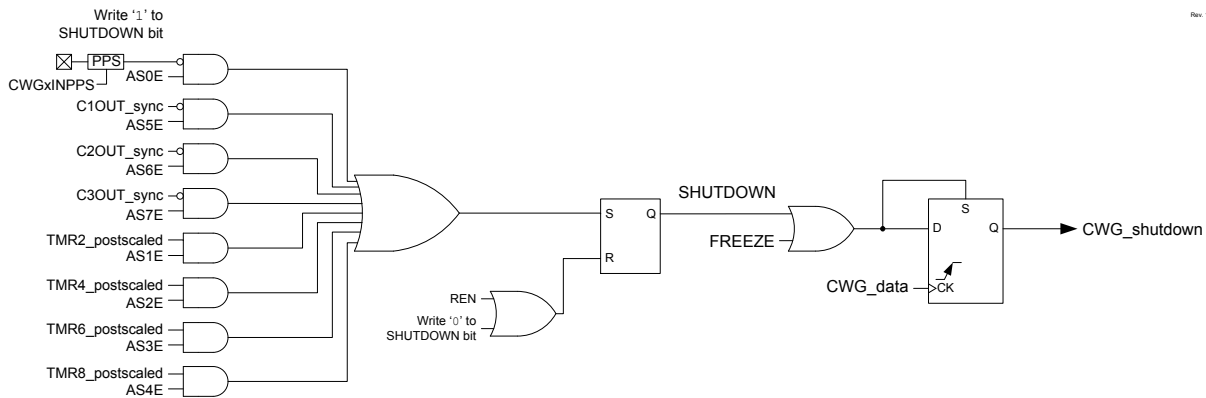 Write ‘1’ to
SHUTDOWN bit
Rev.
PPS
CWGxINPPS
AS0E
C1OUT_sync
AS5E
C2OUT_sync
AS6E
C3OUT_sync
AS7E
TMR2_postscaled
AS1E
TMR4_postscaled
AS2E
TMR6_postscaled
AS3E
TMR8_postscaled
AS4E
REN
Write ‘0’ to
SHUTDOWN bit
S
R
Q
SHUTDOWN
FREEZE
S
D
Q
CWG_data
CK
CWG_shutdown